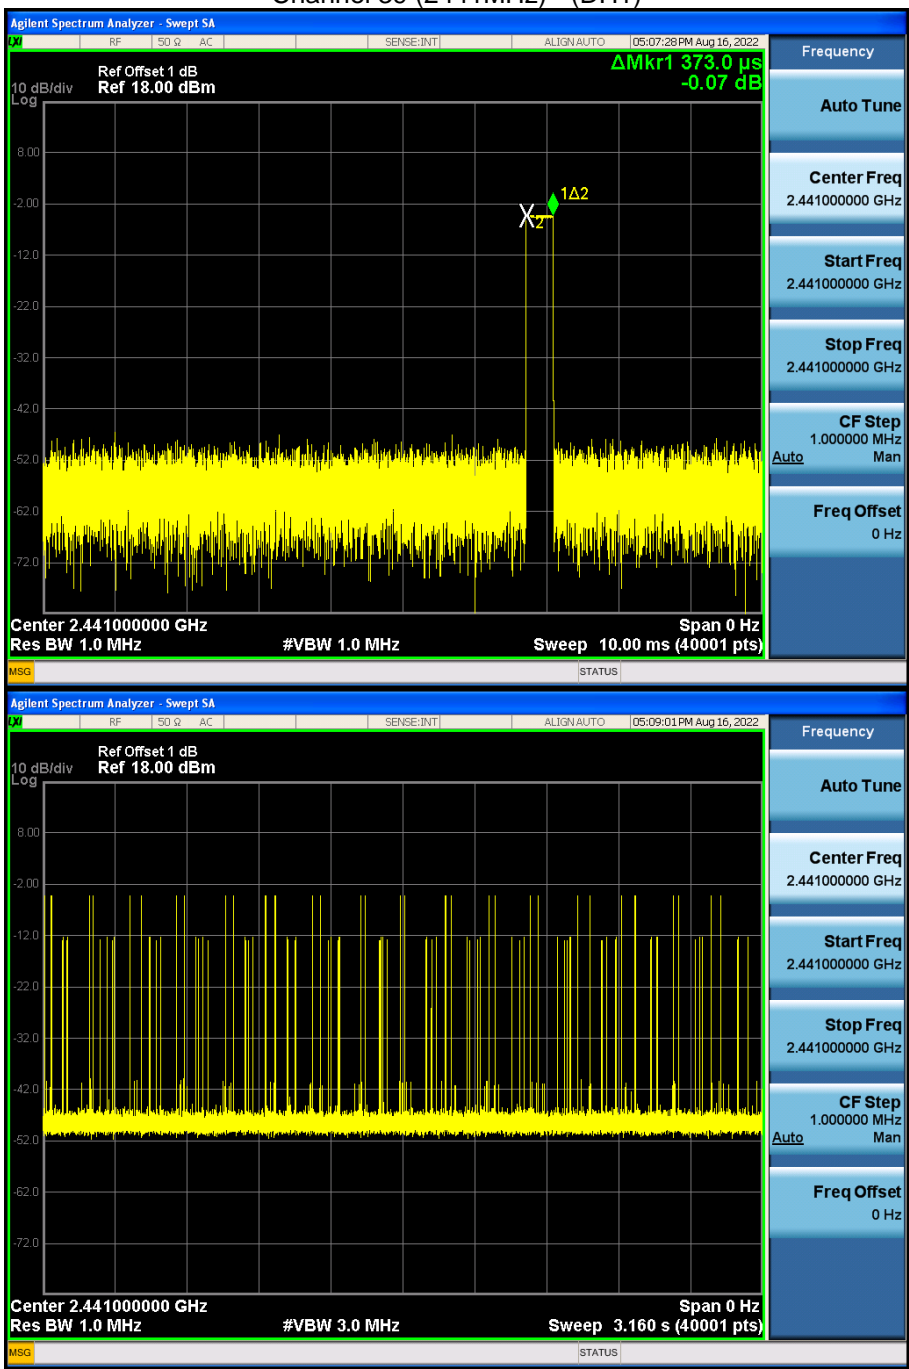 Agilent Spectrum Analyzer - Swept SA
LXI RF 50 Ω AC SENSE:INT ALIGN AUTO 05:07:28 PM Aug 16, 2022
Frequency
ΔMkr1 373.0 µs
-0.07 dB
Ref Offset 1 dB
10 dB/div Ref 18.00 dBm
Log
8.00
-2.00
-12.0
-22.0
-32.0
-42.0
-52.0
-62.0
-72.0
1Δ2
2
Center 2.441000000 GHz Span 0 Hz
Res BW 1.0 MHz #VBW 1.0 MHz Sweep 10.00 ms (40001 pts)
MSG STATUS
Auto Tune
Center Freq
2.441000000 GHz
Start Freq
2.441000000 GHz
Stop Freq
2.441000000 GHz
CF Step
1.000000 MHz
Auto Man
Freq Offset
0 Hz
Agilent Spectrum Analyzer - Swept SA
LXI RF 50 Ω AC SENSE:INT ALIGN AUTO 05:09:01 PM Aug 16, 2022
Frequency
Ref Offset 1 dB
10 dB/div Ref 18.00 dBm
Log
8.00
-2.00
-12.0
-22.0
-32.0
-42.0
-52.0
-62.0
-72.0
Center 2.441000000 GHz Span 0 Hz
Res BW 1.0 MHz #VBW 3.0 MHz Sweep 3.160 s (40001 pts)
MSG STATUS
Auto Tune
Center Freq
2.441000000 GHz
Start Freq
2.441000000 GHz
Stop Freq
2.441000000 GHz
CF Step
1.000000 MHz
Auto Man
Freq Offset
0 Hz